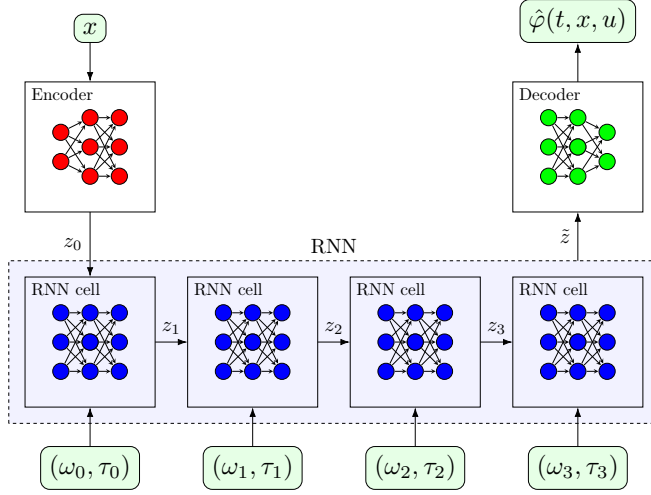 x
φ̂(t, x, u)
Encoder
Decoder
z₀
z̃
RNN
RNN cell
RNN cell
RNN cell
RNN cell
z₁
z₂
z₃
(ω₀, τ₀)
(ω₁, τ₁)
(ω₂, τ₂)
(ω₃, τ₃)